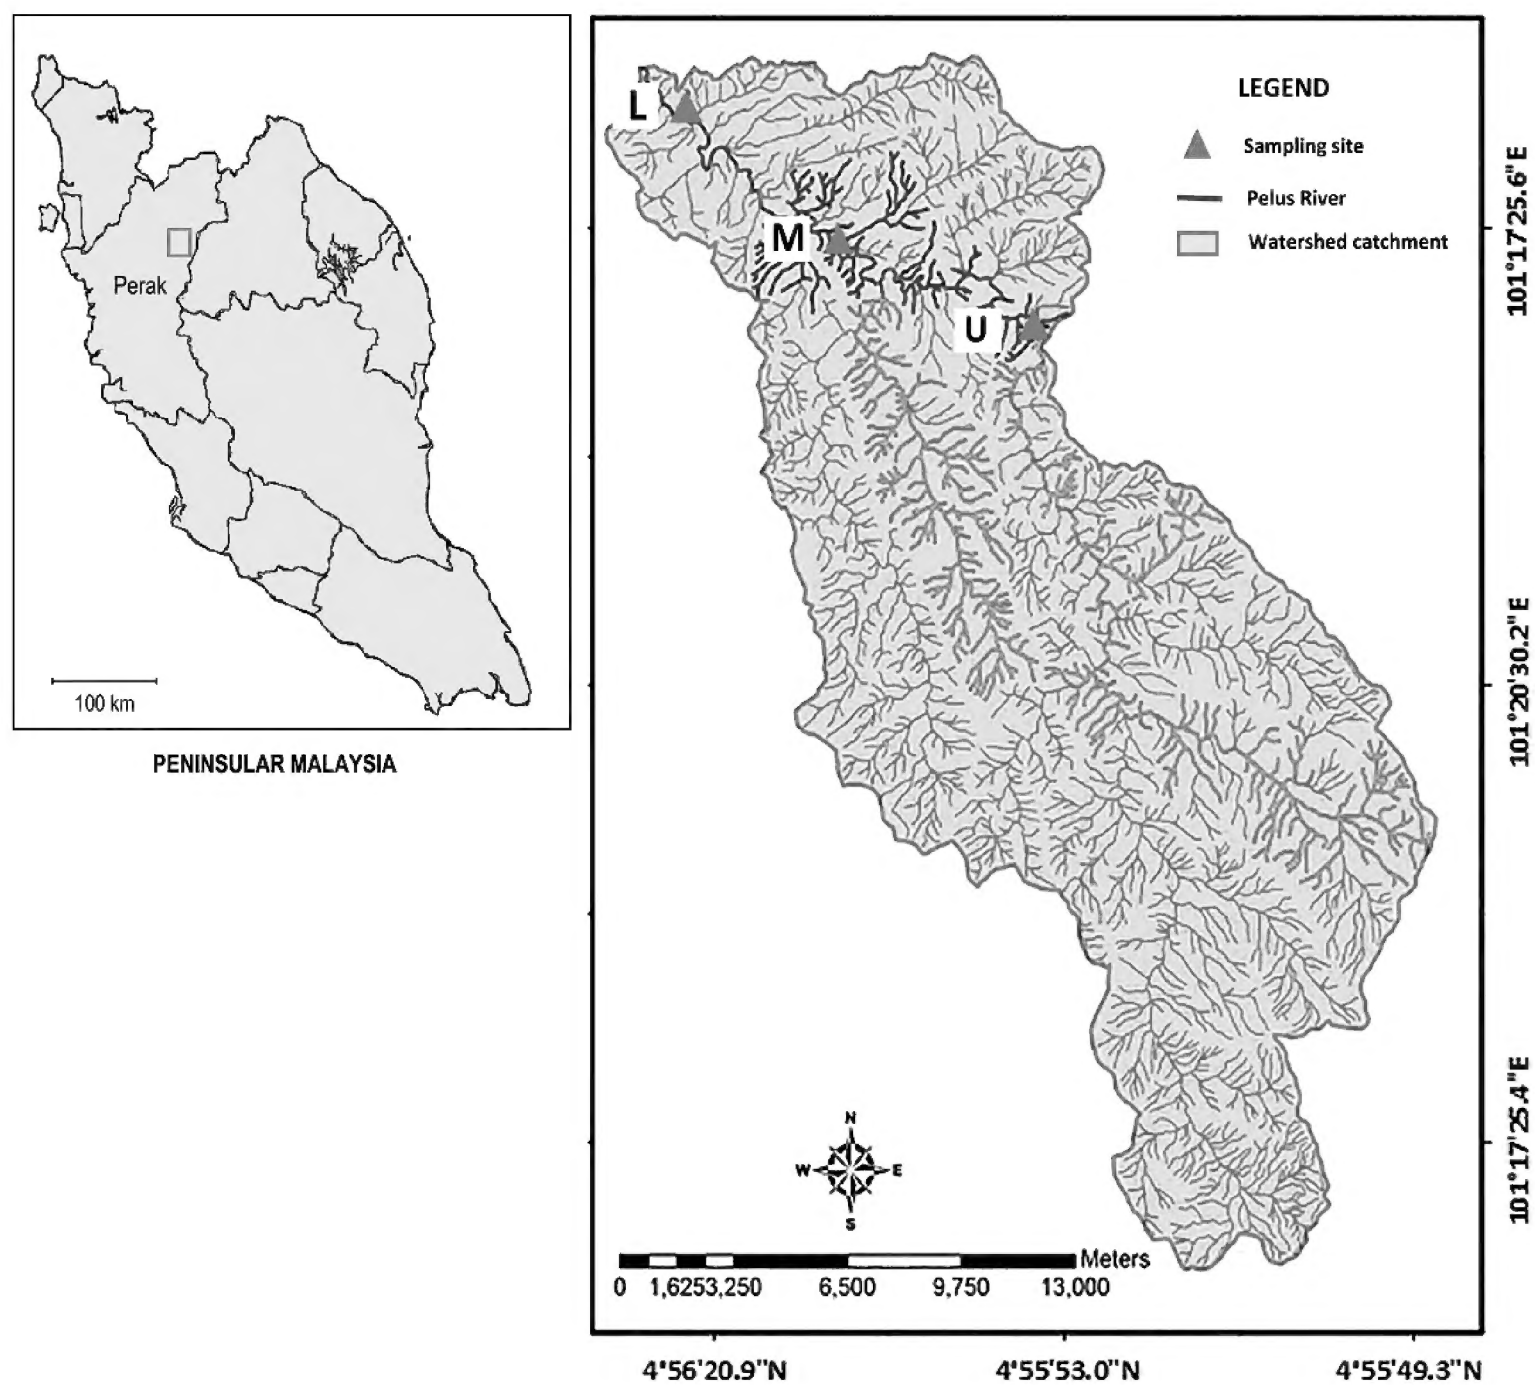 Perak
100 km
PENINSULAR MALAYSIA
L
M
U
LEGEND
Sampling site
Pelus River
Watershed catchment
101°17'25.6"E
101°20'30.2"E
101°17'25.4"E
N
W E
S
Meters
0 1,6253,250 6,500 9,750 13,000
4°56'20.9"N 4°55'53.0"N 4°55'49.3"N